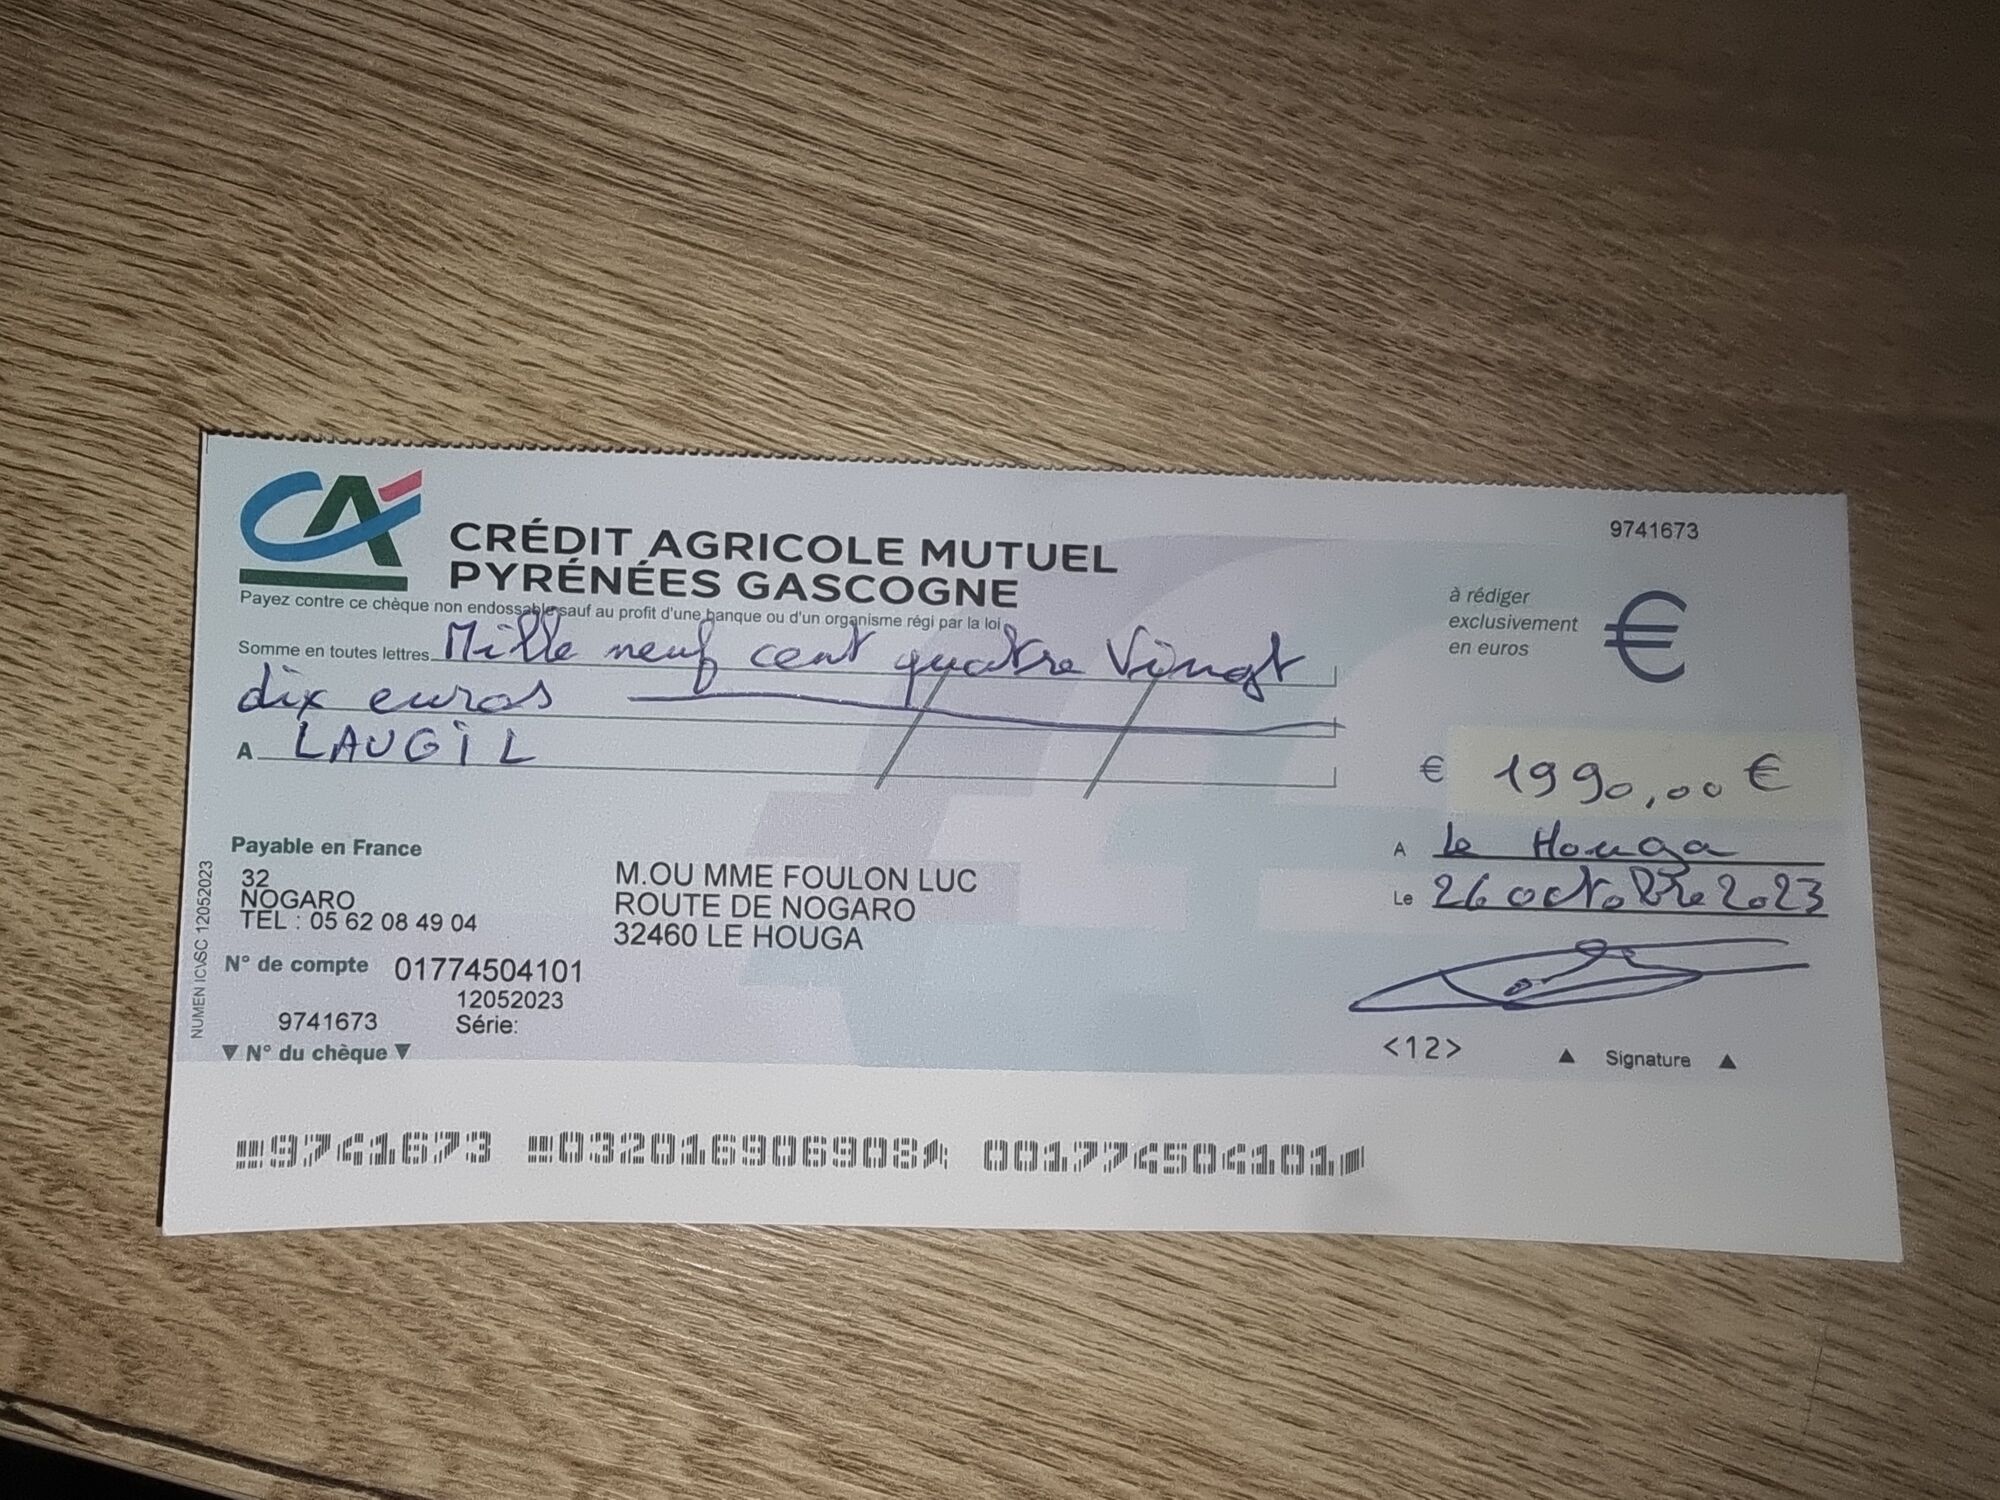 CA
CRÉDIT AGRICOLE MUTUEL
PYRÉNÉES GASCOGNE
9741673
Payez contre ce chèque non endossable sauf au profit d'une banque ou d'un organisme régi par la loi
à rédiger
exclusivement
en euros
€
Somme en toutes lettres Mille neuf cent quatre Vingt
dix euros
A LAUGIL
€ 1990,00 €
A Le Houga
Le 26 octobre 2023
Payable en France
32
NOGARO
TEL : 05 62 08 49 04
M.OU MME FOULON LUC
ROUTE DE NOGARO
32460 LE HOUGA
N° de compte 01774504101
12052023
9741673 Série:
▼ N° du chèque ▼
NUMEN ICVSC 12052023
<12>
▲ Signature ▲
9741673 032016906908 001774504101